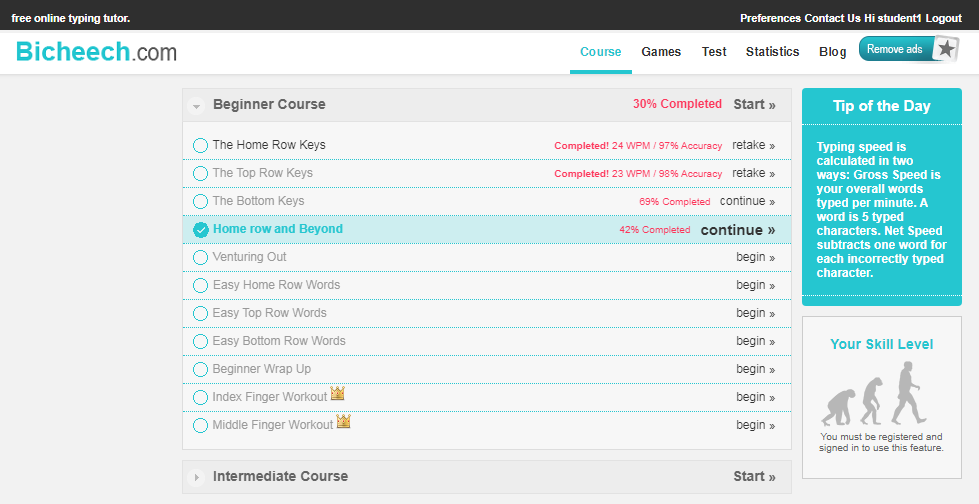 free online typing tutor.
Preferences Contact Us Hi student1 Logout
Bicheech.com
Course Games Test Statistics Blog Remove ads
Beginner Course 30% Completed Start »
The Home Row Keys Completed! 24 WPM / 97% Accuracy retake »
The Top Row Keys Completed! 23 WPM / 98% Accuracy retake »
The Bottom Keys 69% Completed continue »
Home row and Beyond 42% Completed continue »
Venturing Out begin »
Easy Home Row Words begin »
Easy Top Row Words begin »
Easy Bottom Row Words begin »
Beginner Wrap Up begin »
Index Finger Workout begin »
Middle Finger Workout begin »
Intermediate Course Start »
Tip of the Day
Typing speed is
calculated in two
ways: Gross Speed is
your overall words
typed per minute. A
word is 5 typed
characters. Net Speed
subtracts one word for
each incorrectly typed
character.
Your Skill Level
You must be registered and
signed in to use this feature.